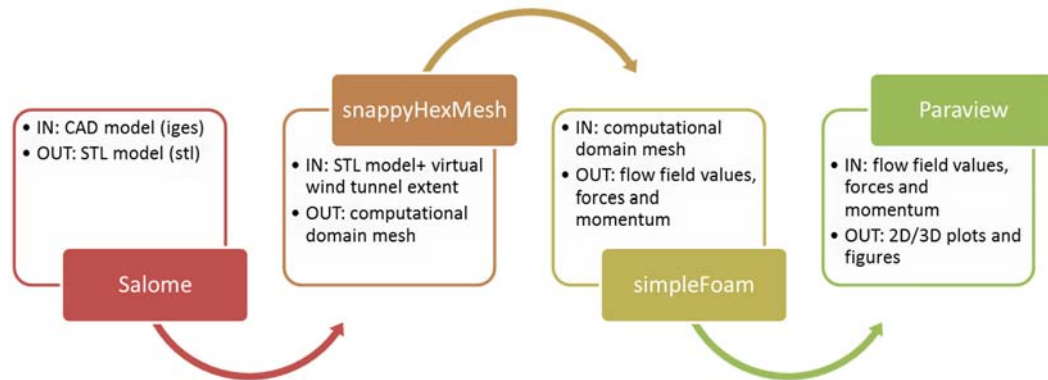 • IN: CAD model (iges)
• OUT: STL model (stl)
Salome
snappyHexMesh
• IN: STL model+ virtual
wind tunnel extent
• OUT: computational
domain mesh
• IN: computational
domain mesh
• OUT: flow field values,
forces and
momentum
simpleFoam
Paraview
• IN: flow field values,
forces and
momentum
• OUT: 2D/3D plots and
figures